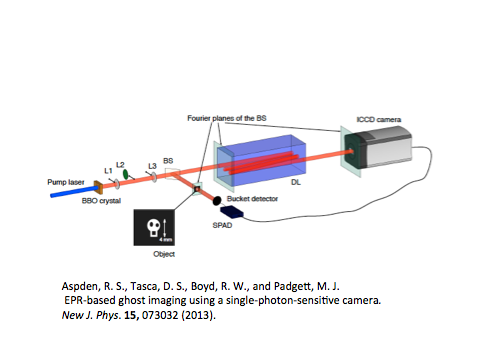 Fourier planes of the BS
ICCD camera
BS
L3
L2
L1
Pump laser
BBO crystal
DL
Bucket detector
SPAD
4 mm
Object
Aspden, R. S., Tasca, D. S., Boyd, R. W., and Padgett, M. J.
EPR-based ghost imaging using a single-photon-sensitive camera.
New J. Phys. 15, 073032 (2013).